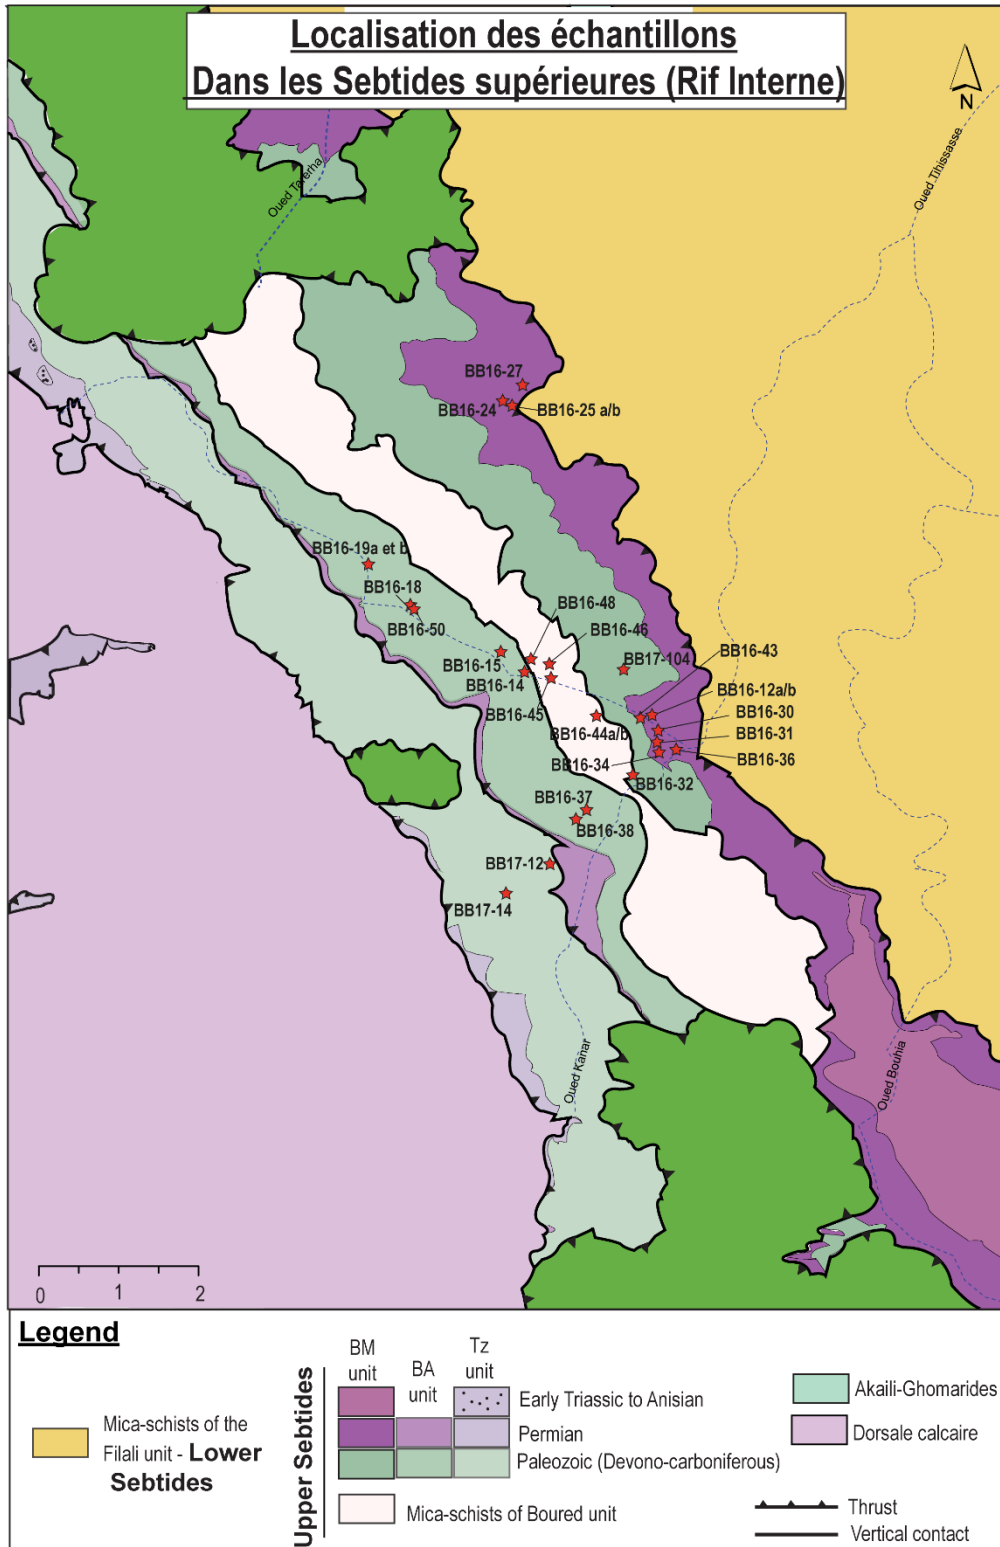 Localisation des échantillons
Dans les Sebtides supérieures (Rif Interne)
N
Oued Taverha
Oued Tihissasse
BB16-27
BB16-24
BB16-25 a/b
BB16-19a et b
BB16-18
BB16-50
BB16-48
BB16-46
BB16-15
BB16-14
BB17-104
BB16-43
BB16-12a/b
BB16-45
BB16-30
BB16-44a/b
BB16-31
BB16-34
BB16-36
BB16-32
BB16-37
BB16-38
BB17-12
BB17-14
Oued Kanar
Oued Bouhia
0 1 2
Legend
Mica-schists of the
Filali unit - Lower
Sebtides
Upper Sebtides
BM
unit
BA
unit
Tz
unit
Early Triassic to Anisian
Permian
Paleozoic (Devono-carboniferous)
Mica-schists of Boured unit
Akaili-Ghomarides
Dorsale calcaire
Thrust
Vertical contact